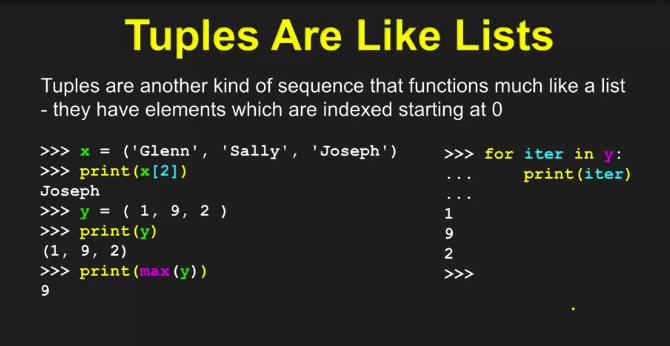 Tuples Are Like Lists
Tuples are another kind of sequence that functions much like a list
- they have elements which are indexed starting at 0
>>> x = ('Glenn', 'Sally', 'Joseph')
>>> print(x[2])
Joseph
>>> y = ( 1, 9, 2 )
>>> print(y)
(1, 9, 2)
>>> print(max(y))
9
>>> for iter in y:
...     print(iter)
...
1
9
2
>>>